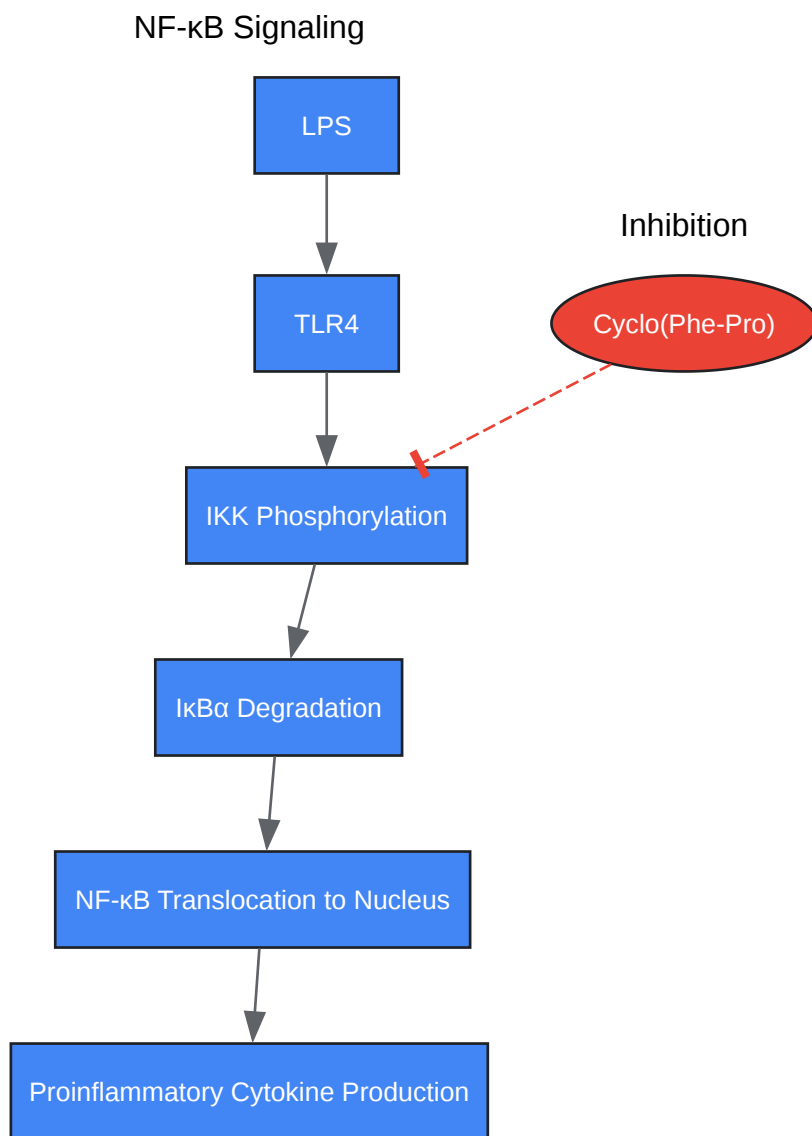 NF-κB Signaling
LPS
Inhibition
TLR4
Cyclo(Phe-Pro)
IKK Phosphorylation
IκBα Degradation
NF-κB Translocation to Nucleus
Proinflammatory Cytokine Production